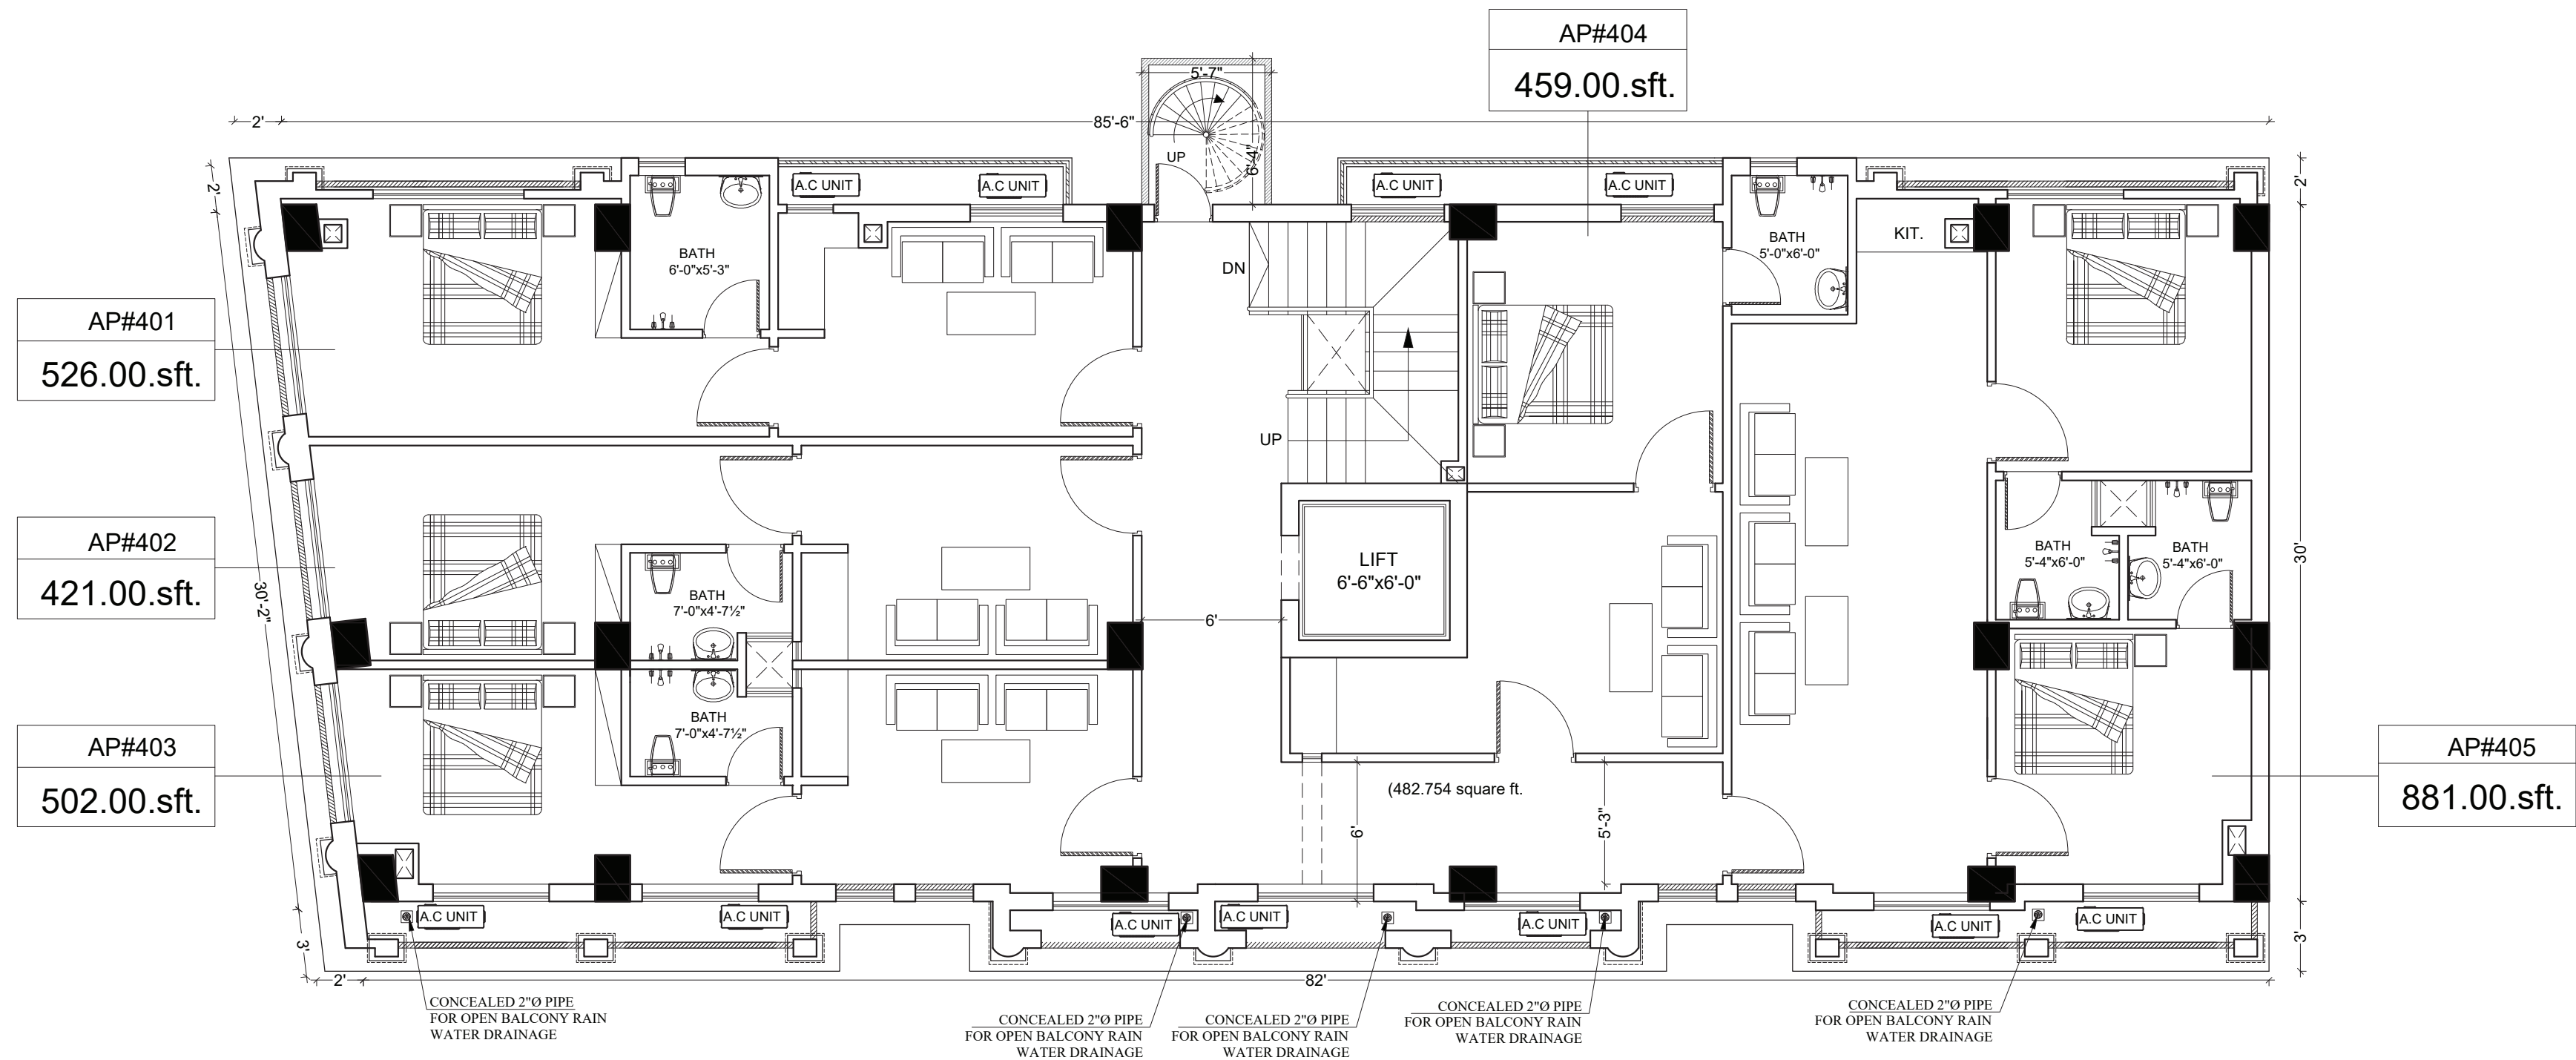 AP#404
459.00.sft.
5'-7"
2'
85'-6"
UP
6'-4"
2'
2'
A.C UNIT
A.C UNIT
A.C UNIT
A.C UNIT
BATH
6'-0"x5'-3"
DN
BATH
5'-0"x6'-0"
KIT.
AP#401
526.00.sft.
UP
AP#402
421.00.sft.
30'-2"
BATH
7'-0"x4'-7½"
6'
LIFT
6'-6"x6'-0"
BATH
5'-4"x6'-0"
BATH
5'-4"x6'-0"
30'
AP#403
502.00.sft.
BATH
7'-0"x4'-7½"
AP#405
881.00.sft.
(482.754 square ft.
6'
5'-3"
A.C UNIT
A.C UNIT
A.C UNIT
A.C UNIT
A.C UNIT
A.C UNIT
A.C UNIT
3'
3'
2'
82'
CONCEALED 2"Ø PIPE
FOR OPEN BALCONY RAIN
WATER DRAINAGE
CONCEALED 2"Ø PIPE
FOR OPEN BALCONY RAIN
WATER DRAINAGE
CONCEALED 2"Ø PIPE
FOR OPEN BALCONY RAIN
WATER DRAINAGE
CONCEALED 2"Ø PIPE
FOR OPEN BALCONY RAIN
WATER DRAINAGE
CONCEALED 2"Ø PIPE
FOR OPEN BALCONY RAIN
WATER DRAINAGE